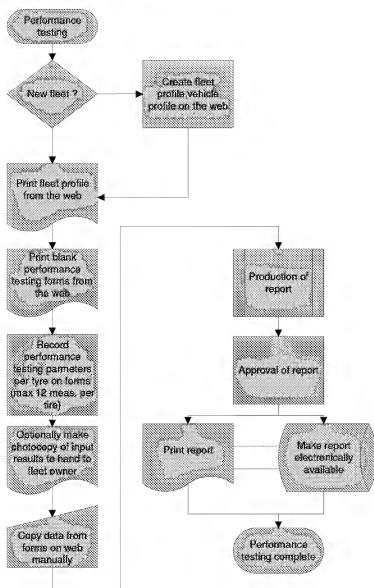 Performance
testing
New fleet ?
Create fleet
profile,vehicle
profile on the web
Print fleet profile
from the web
Print blank
performance
testing forms from
the web
Record
performance
testing parmeters
per tyre on forms
(max 12 meas. per
tire)
Optionally make
photocopy of input
results to hand to
fleet owner
Copy data from
forms on web
manually
Production of
report
Approval of report
Print report
Make report
electronically
available
Performance
testing complete